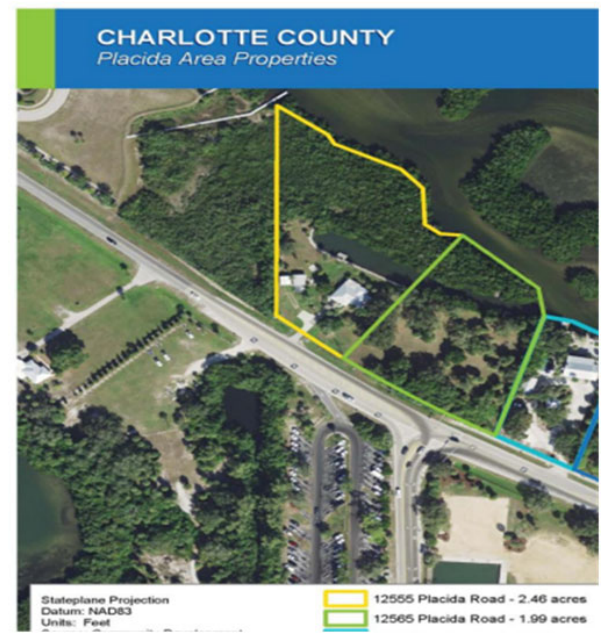 CHARLOTTE COUNTY
Placida Area Properties
Stateplane Projection
Datum: NAD83
Units: Feet
12555 Placida Road - 2.46 acres
12565 Placida Road - 1.99 acres